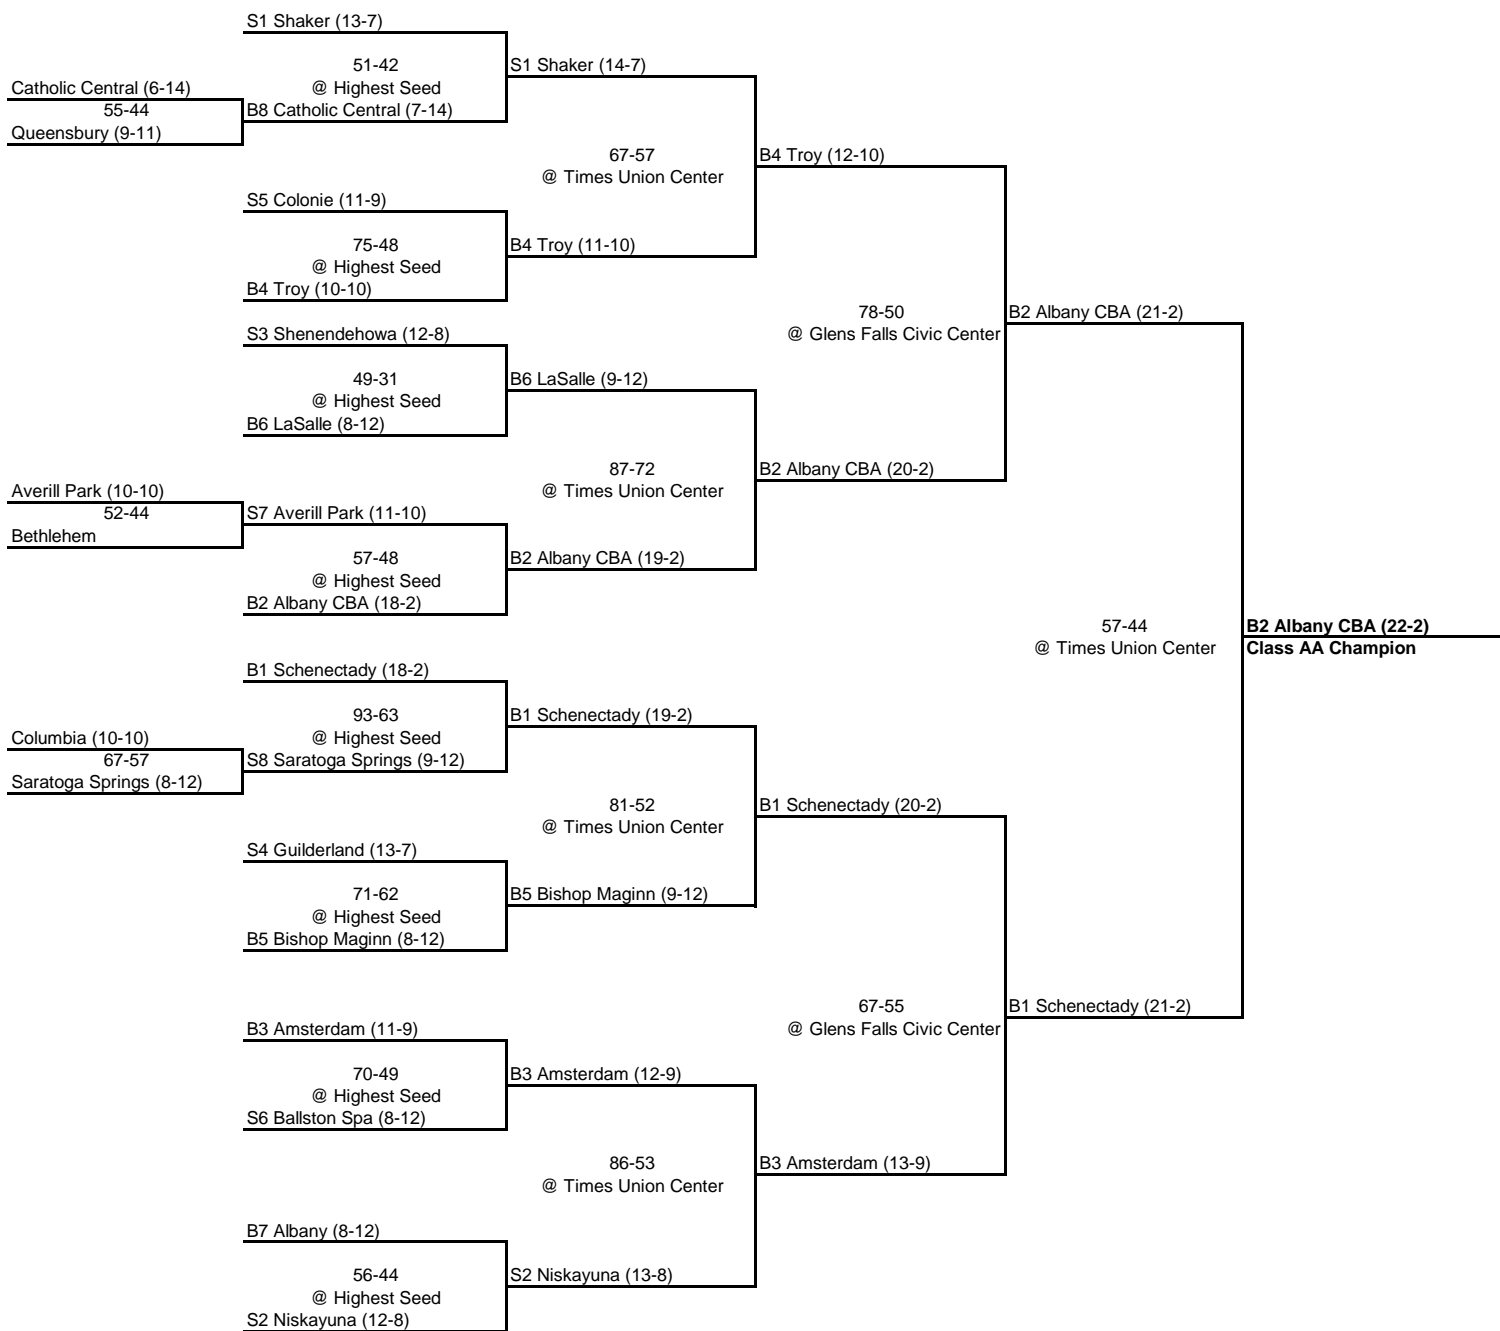 S1 Shaker (13-7)
51-42
@ Highest Seed
S1 Shaker (14-7)
Catholic Central (6-14)
55-44
Queensbury (9-11)
B8 Catholic Central (7-14)
67-57
@ Times Union Center
B4 Troy (12-10)
S5 Colonie (11-9)
75-48
@ Highest Seed
B4 Troy (10-10)
B4 Troy (11-10)
78-50
@ Glens Falls Civic Center
B2 Albany CBA (21-2)
S3 Shenendehowa (12-8)
49-31
@ Highest Seed
B6 LaSalle (8-12)
B6 LaSalle (9-12)
87-72
@ Times Union Center
B2 Albany CBA (20-2)
Averill Park (10-10)
52-44
Bethlehem
S7 Averill Park (11-10)
57-48
@ Highest Seed
B2 Albany CBA (18-2)
B2 Albany CBA (19-2)
57-44
@ Times Union Center
B2 Albany CBA (22-2)
Class AA Champion
B1 Schenectady (18-2)
93-63
@ Highest Seed
B1 Schenectady (19-2)
Columbia (10-10)
67-57
Saratoga Springs (8-12)
S8 Saratoga Springs (9-12)
81-52
@ Times Union Center
B1 Schenectady (20-2)
S4 Guilderland (13-7)
71-62
@ Highest Seed
B5 Bishop Maginn (8-12)
B5 Bishop Maginn (9-12)
67-55
@ Glens Falls Civic Center
B1 Schenectady (21-2)
B3 Amsterdam (11-9)
70-49
@ Highest Seed
S6 Ballston Spa (8-12)
B3 Amsterdam (12-9)
86-53
@ Times Union Center
B3 Amsterdam (13-9)
B7 Albany (8-12)
56-44
@ Highest Seed
S2 Niskayuna (12-8)
S2 Niskayuna (13-8)